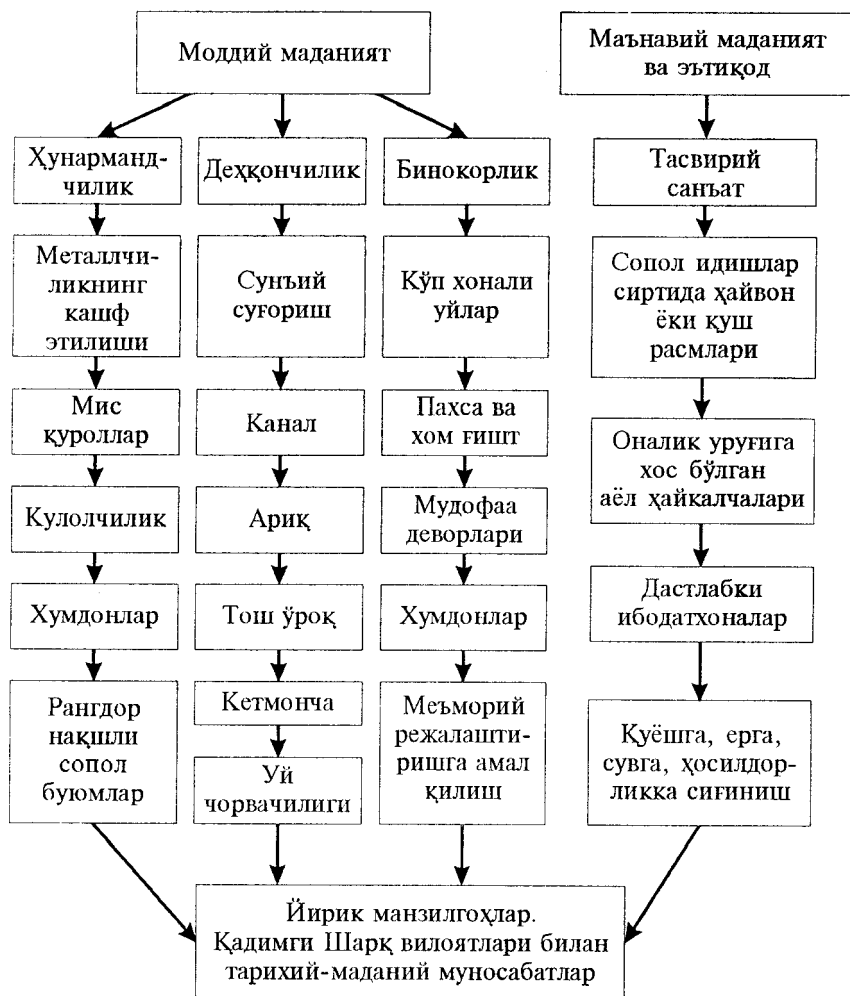 Моддий маданият
Маънавий маданият
ва эътиқод
Ҳунарманд-
чилик
Деҳқончилик
Бинокорлик
Тасвирий
санъат
Металлчи-
ликнинг
кашф
этилиши
Сунъий
суғориш
Кўп хонали
уйлар
Сопол идишлар
сиртида ҳайвон
ёки қуш
расмлари
Мис
қуроллар
Канал
Пахса ва
хом ғишт
Оналик уруғига
хос бўлган
аёл ҳайкалчалари
Кулолчилик
Ариқ
Мудофаа
деворлари
Хумдонлар
Тош ўроқ
Хумдонлар
Дастлабки
ибодатхоналар
Рангдор
нақшли
сопол
буюмлар
Кетмонча
Уй
чорвачилиги
Меъморий
режалашти-
ришга амал
қилиш
Қуёшга, ерга,
сувга, ҳосилдор-
ликка сиғиниш
Йирик манзилгоҳлар.
Қадимги Шарқ вилоятлари билан
тарихий-маданий муносабатлар